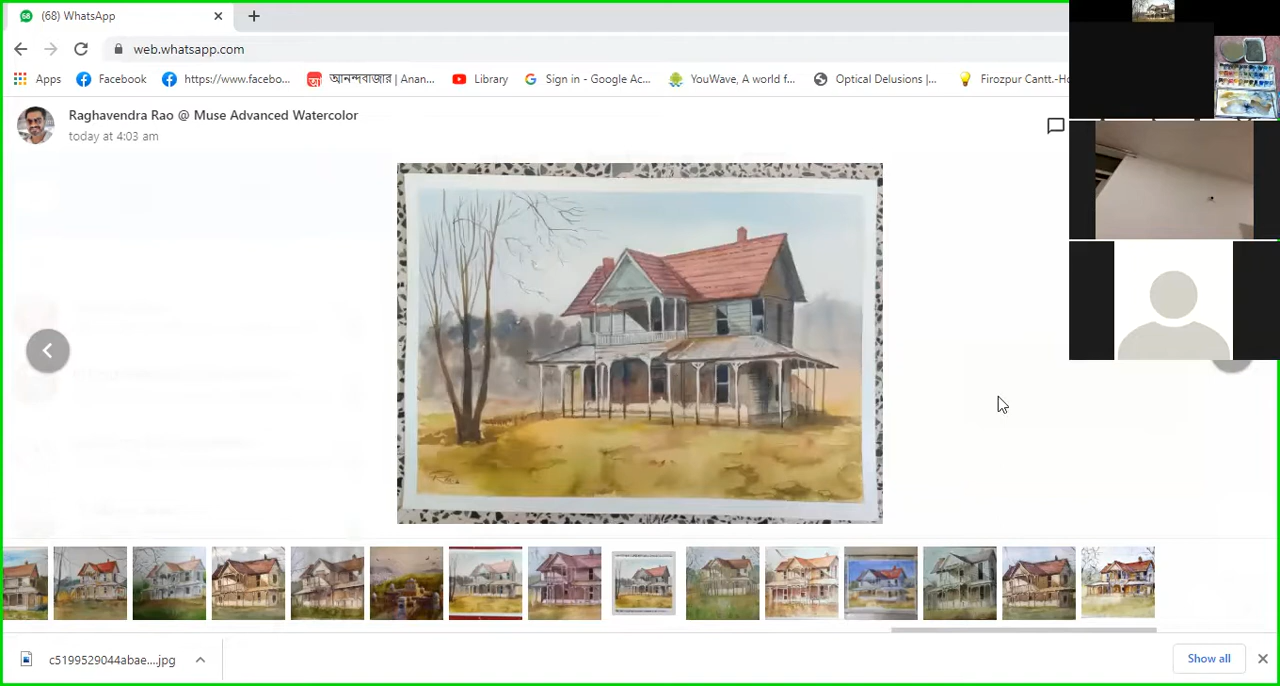 68
(68) WhatsApp
web.whatsapp.com
Apps
Facebook
https://www.facebo...
আ
আনন্দবাজার | Anan...
Library
Sign in - Google Ac...
YouWave, A world f...
Optical Delusions |...
Firozpur Cantt.-Ho
Raghavendra Rao @ Muse Advanced Watercolor
today at 4:03 am
c5199529044abae....jpg
Show all